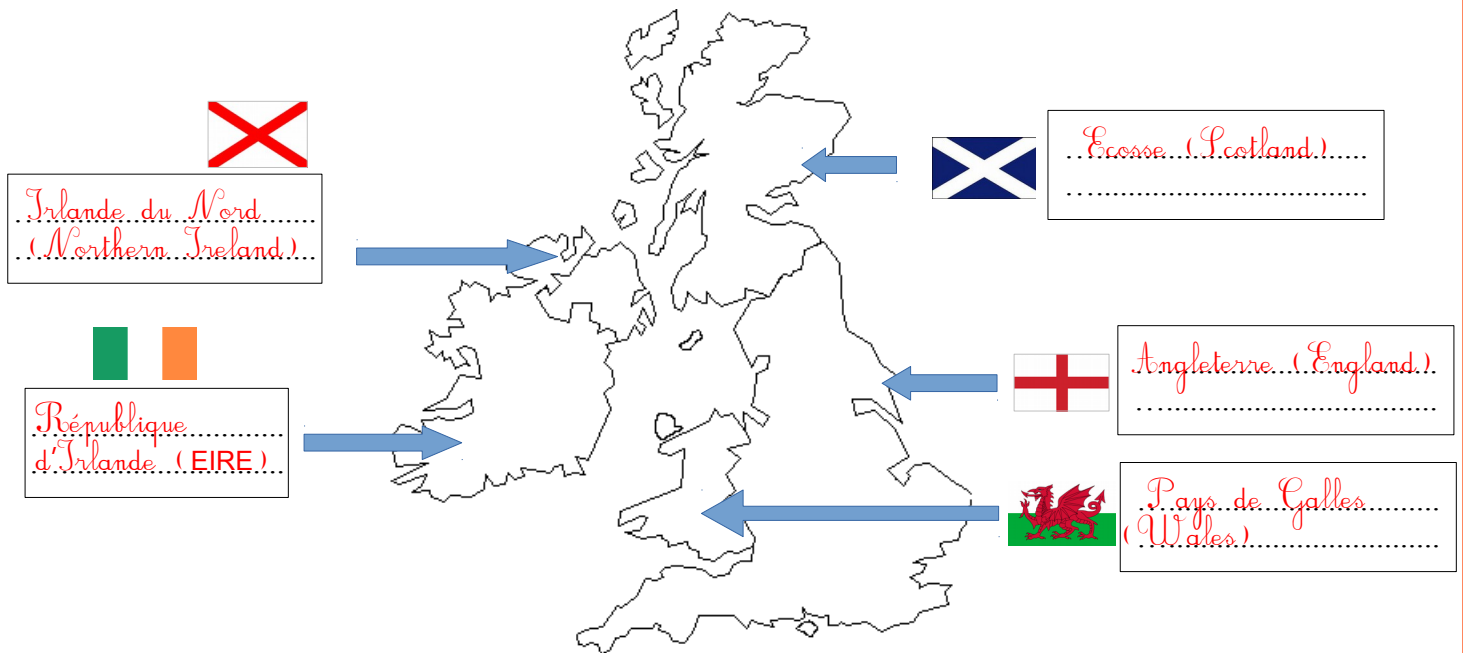 Irlande du Nord
(Northern Ireland)
République
d'Irlande (EIRE)
Ecosse (Scotland)
Angleterre (England)
Pays de Galles
(Wales)